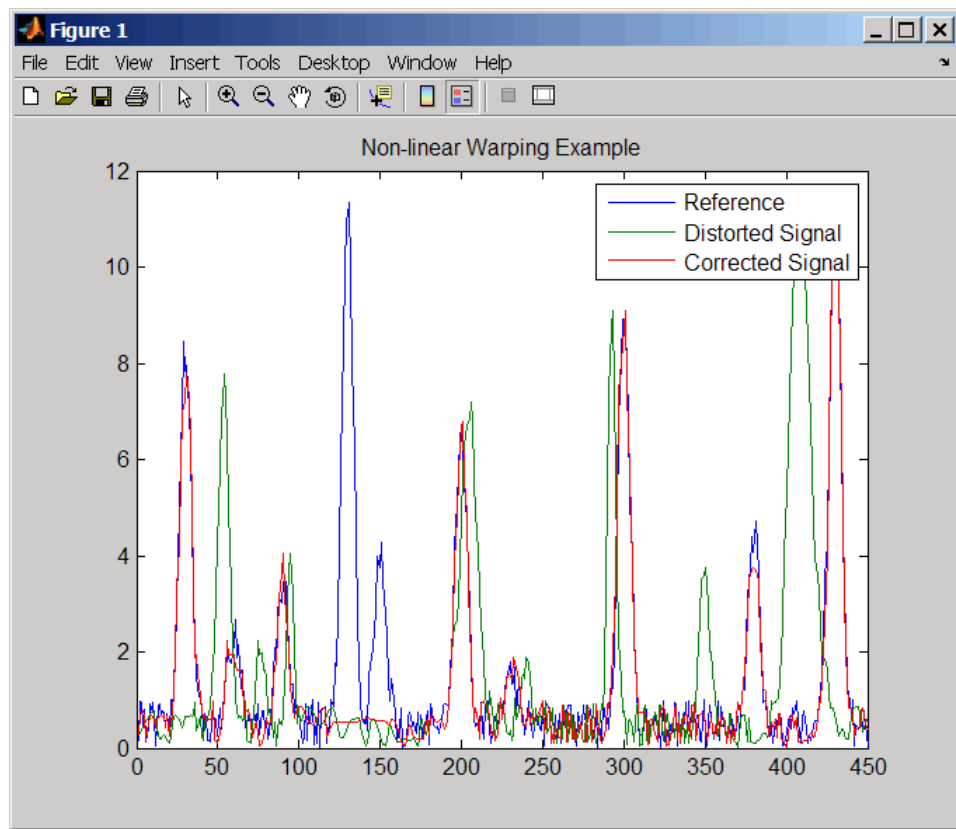 Figure 1
File Edit View Insert Tools Desktop Window Help
Non-linear Warping Example
12
10
8
6
4
2
0
Reference
Distorted Signal
Corrected Signal
0 50 100 150 200 250 300 350 400 450